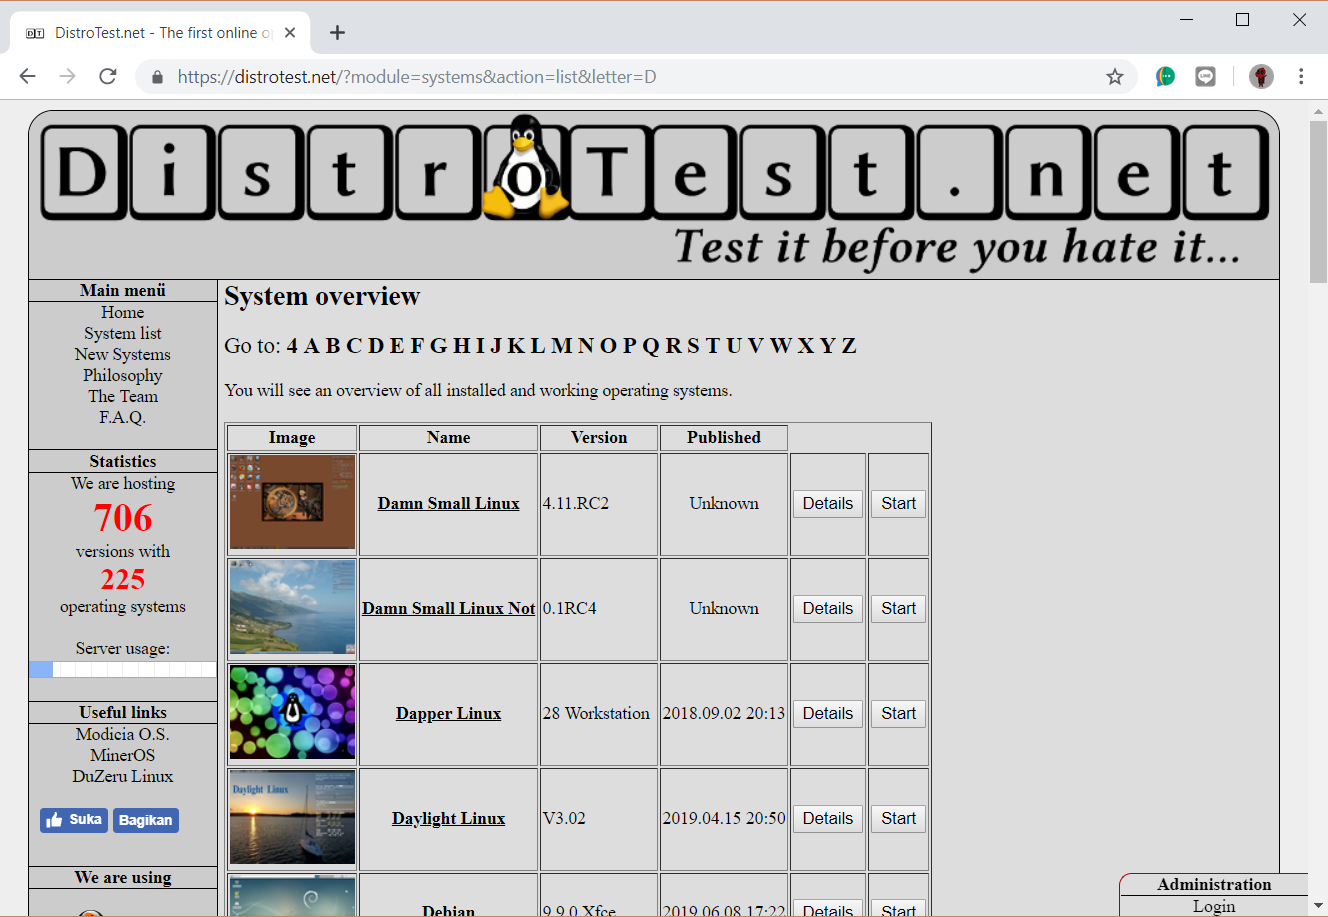 DistroTest.net - The first online o
https://distrotest.net/?module=systems&action=list&letter=D
DistroTest.net
Test it before you hate it...
Main menü
Home
System list
New Systems
Philosophy
The Team
F.A.Q.
Statistics
We are hosting
706
versions with
225
operating systems
Server usage:
Useful links
Modicia O.S.
MinerOS
DuZeru Linux
Suka Bagikan
We are using
System overview
Go to: 4 A B C D E F G H I J K L M N O P Q R S T U V W X Y Z
You will see an overview of all installed and working operating systems.
Image Name Version Published
Damn Small Linux 4.11.RC2 Unknown Details Start
Damn Small Linux Not 0.1RC4 Unknown Details Start
Dapper Linux 28 Workstation 2018.09.02 20:13 Details Start
Daylight Linux
Daylight Linux V3.02 2019.04.15 20:50 Details Start
Debian 9.9.0 Xfce 2019.06.08 17:22 Details Start
Administration
Login